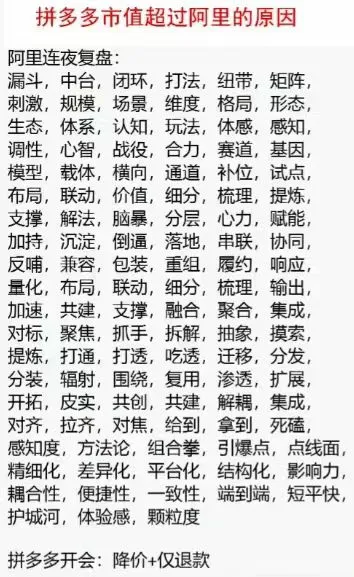 拼多多市值超过阿里的原因
阿里连夜复盘：
漏斗，中台，闭环，打法，纽带，矩阵，
刺激，规模，场景，维度，格局，形态，
生态，体系，认知，玩法，体感，感知，
调性，心智，战役，合力，赛道，基因，
模型，载体，横向，通道，补位，试点，
布局，联动，价值，细分，梳理，提炼，
支撑，解法，脑暴，分层，心力，赋能，
加持，沉淀，倒逼，落地，串联，协同，
反哺，兼容，包装，重组，履约，响应，
量化，布局，联动，细分，梳理，输出，
加速，共建，支撑，融合，聚合，集成，
对标，聚焦，抓手，拆解，抽象，摸索，
提炼，打通，打透，吃透，迁移，分发，
分装，辐射，围绕，复用，渗透，扩展，
开拓，皮实，共创，共建，解耦，集成，
对齐，拉齐，对焦，给到，拿到，死磕，
感知度，方法论，组合拳，引爆点，点线面，
精细化，差异化，平台化，结构化，影响力，
耦合性，便捷性，一致性，端到端，短平快，
护城河，体验感，颗粒度
拼多多开会：降价+仅退款